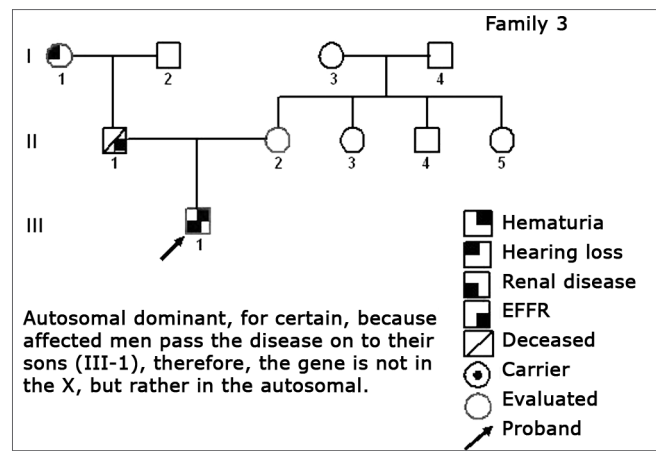 Family 3
I
1
2
3
4
II
1
2
3
4
5
III
1
Hematuria
Hearing loss
Renal disease
EFFR
Deceased
Carrier
Evaluated
Proband
Autosomal dominant, for certain, because
affected men pass the disease on to their
sons (III-1), therefore, the gene is not in
the X, but rather in the autosomal.